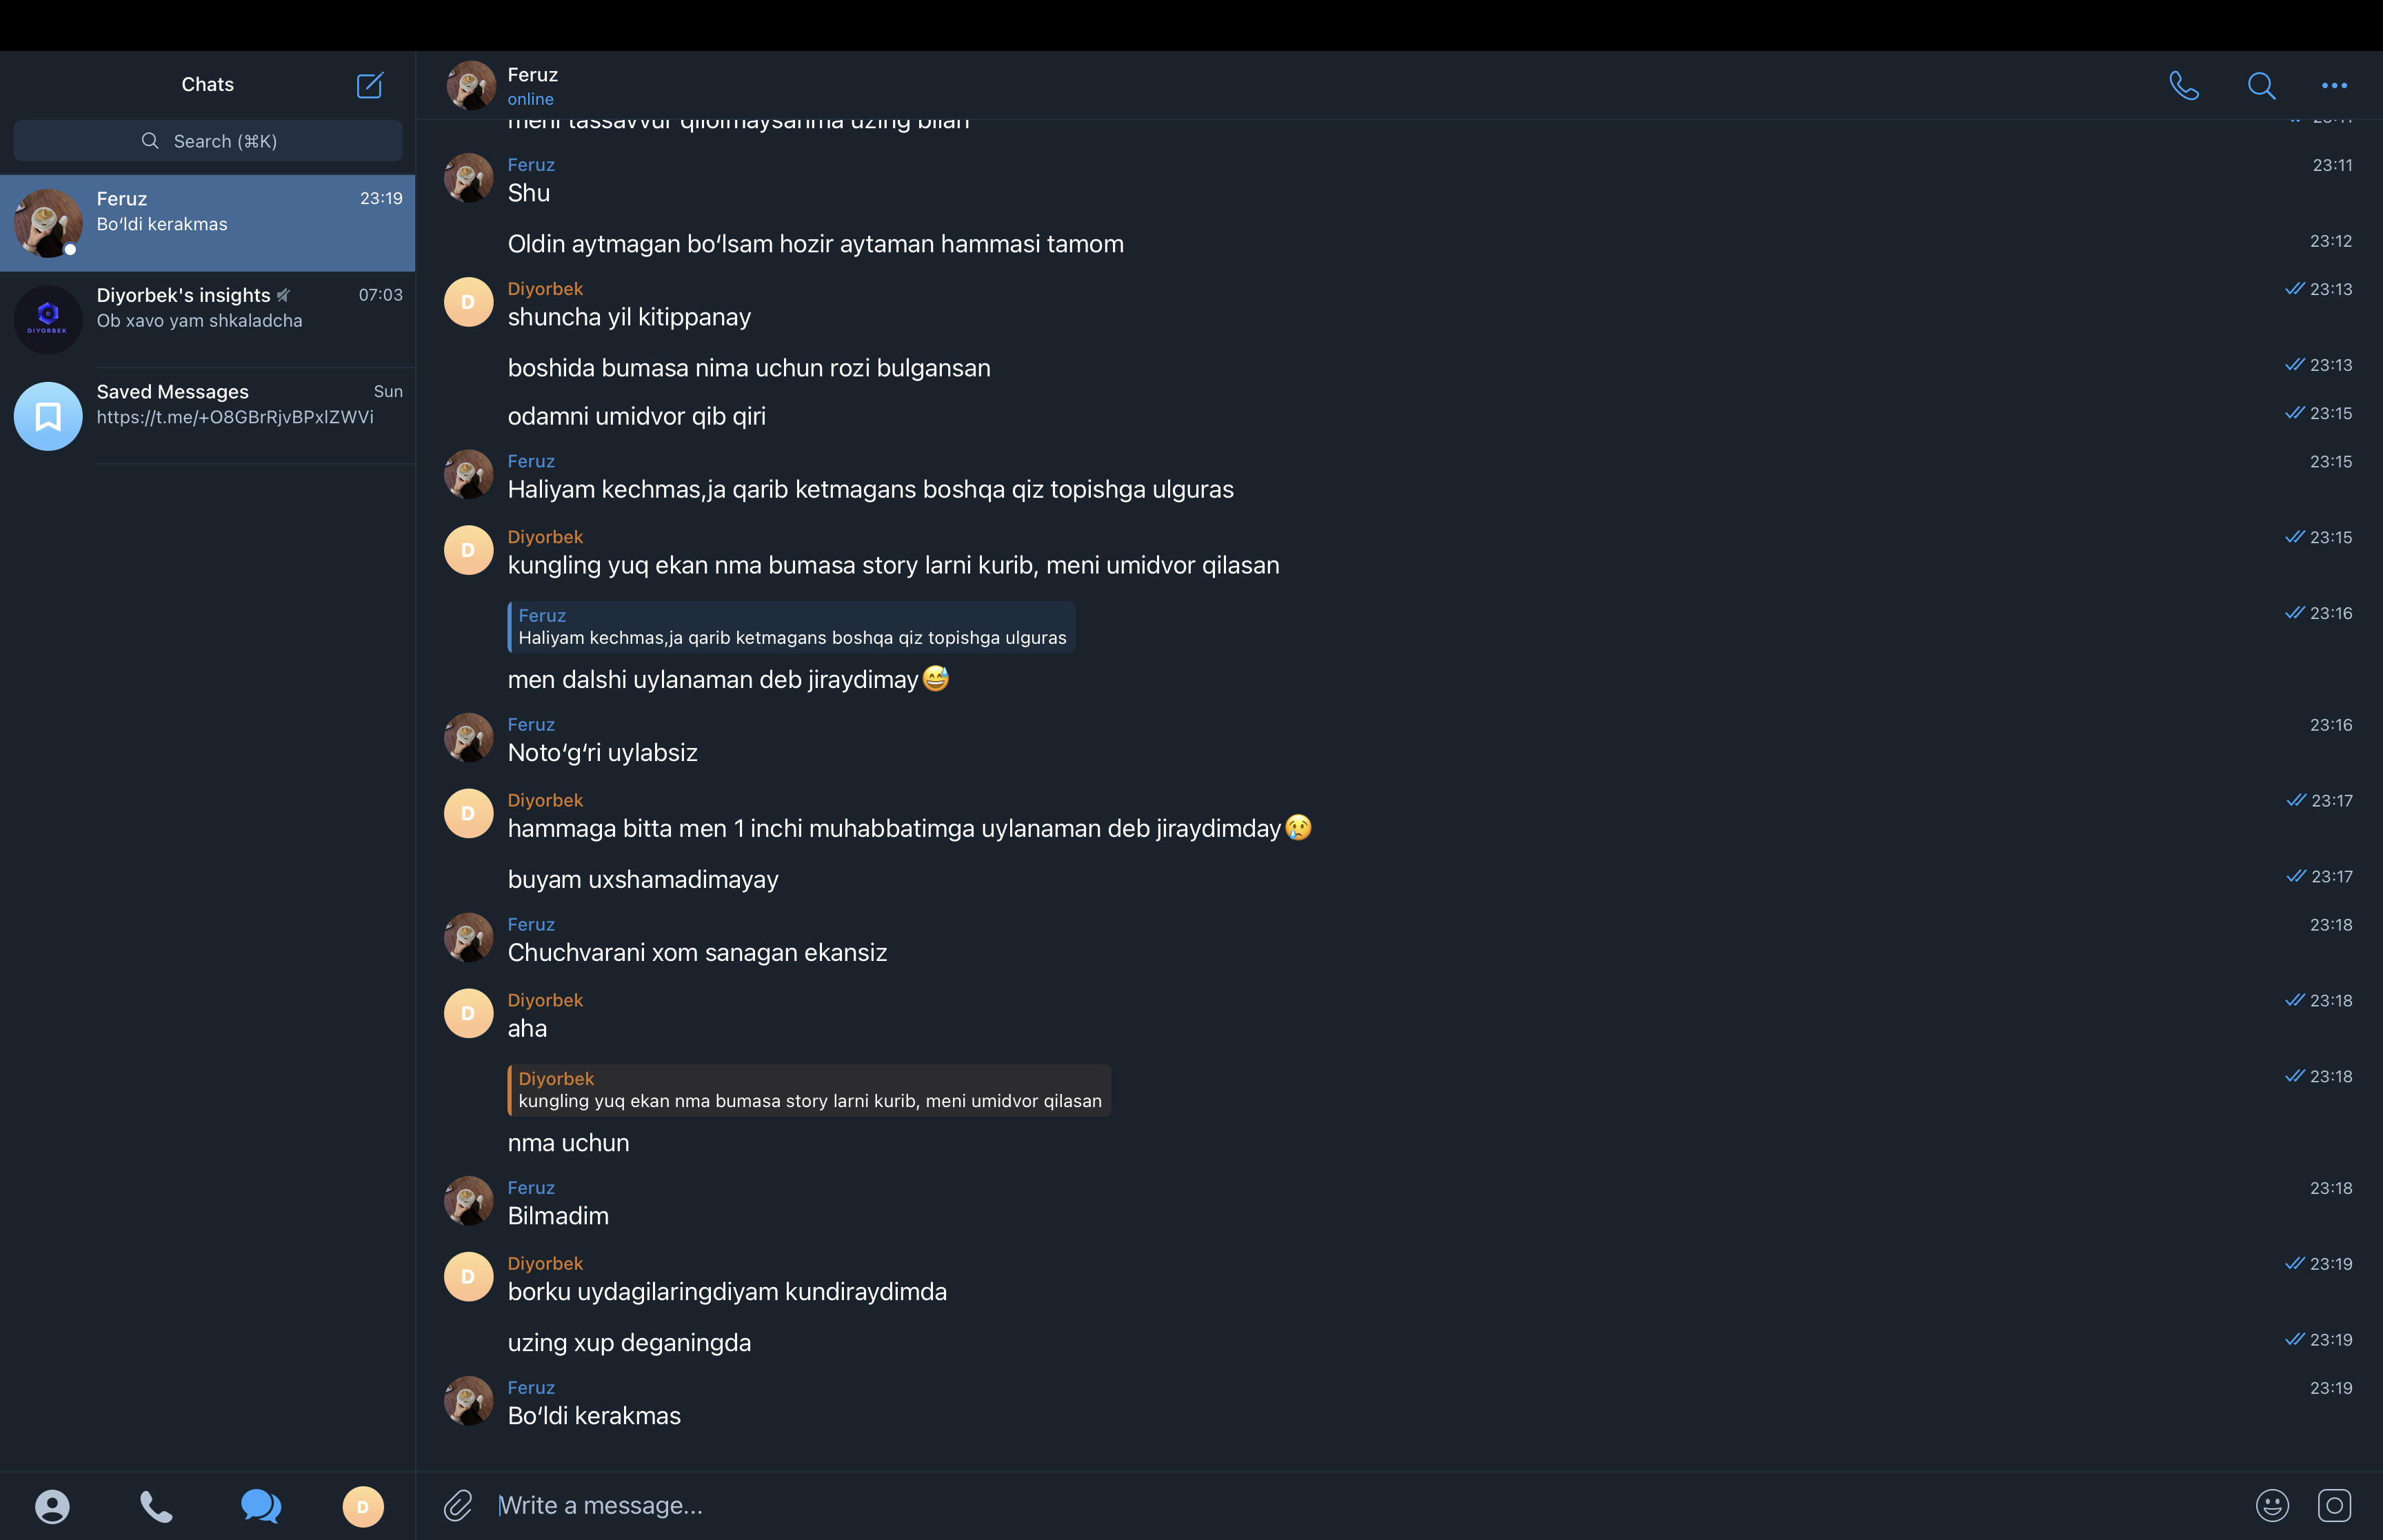 Chats
Search (⌘K)
Feruz 23:19
Bo‘ldi kerakmas
DIYORBEK
Diyorbek's insights 07:03
Ob xavo yam shkaladcha
Saved Messages Sun
https://t.me/+O8GBrRjvBPxlZWVi
D
Feruz
online
meni tassavvur qilolmaysanma uzing bilan 23:11
Feruz 23:11
Shu
Oldin aytmagan bo‘lsam hozir aytaman hammasi tamom 23:12
D
Diyorbek 23:13
shuncha yil kitippanay
boshida bumasa nima uchun rozi bulgansan 23:13
odamni umidvor qib qiri 23:15
Feruz 23:15
Haliyam kechmas,ja qarib ketmagans boshqa qiz topishga ulguras
D
Diyorbek 23:15
kungling yuq ekan nma bumasa story larni kurib, meni umidvor qilasan
Feruz 23:16
Haliyam kechmas,ja qarib ketmagans boshqa qiz topishga ulguras
men dalshi uylanaman deb jiraydimay😅
Feruz 23:16
Noto‘g‘ri uylabsiz
D
Diyorbek 23:17
hammaga bitta men 1 inchi muhabbatimga uylanaman deb jiraydimday😢
buyam uxshamadimayay 23:17
Feruz 23:18
Chuchvarani xom sanagan ekansiz
D
Diyorbek 23:18
aha
Diyorbek 23:18
kungling yuq ekan nma bumasa story larni kurib, meni umidvor qilasan
nma uchun
Feruz 23:18
Bilmadim
D
Diyorbek 23:19
borku uydagilaringdiyam kundiraydimda
uzing xup deganingda 23:19
Feruz 23:19
Bo‘ldi kerakmas
Write a message...